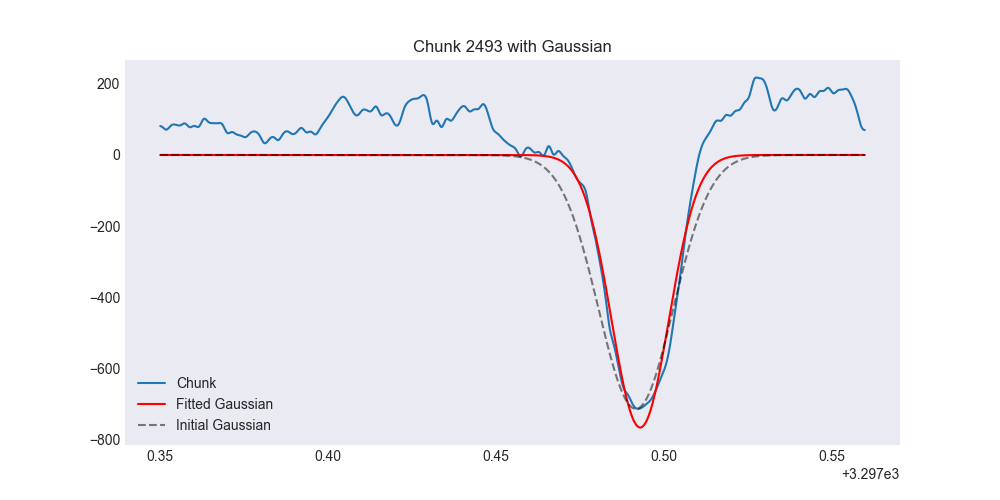 Chunk 2493 with Gaussian
200
0
−200
−400
−600
−800
Chunk
Fitted Gaussian
Initial Gaussian
0.35 0.40 0.45 0.50 0.55
+3.297e3